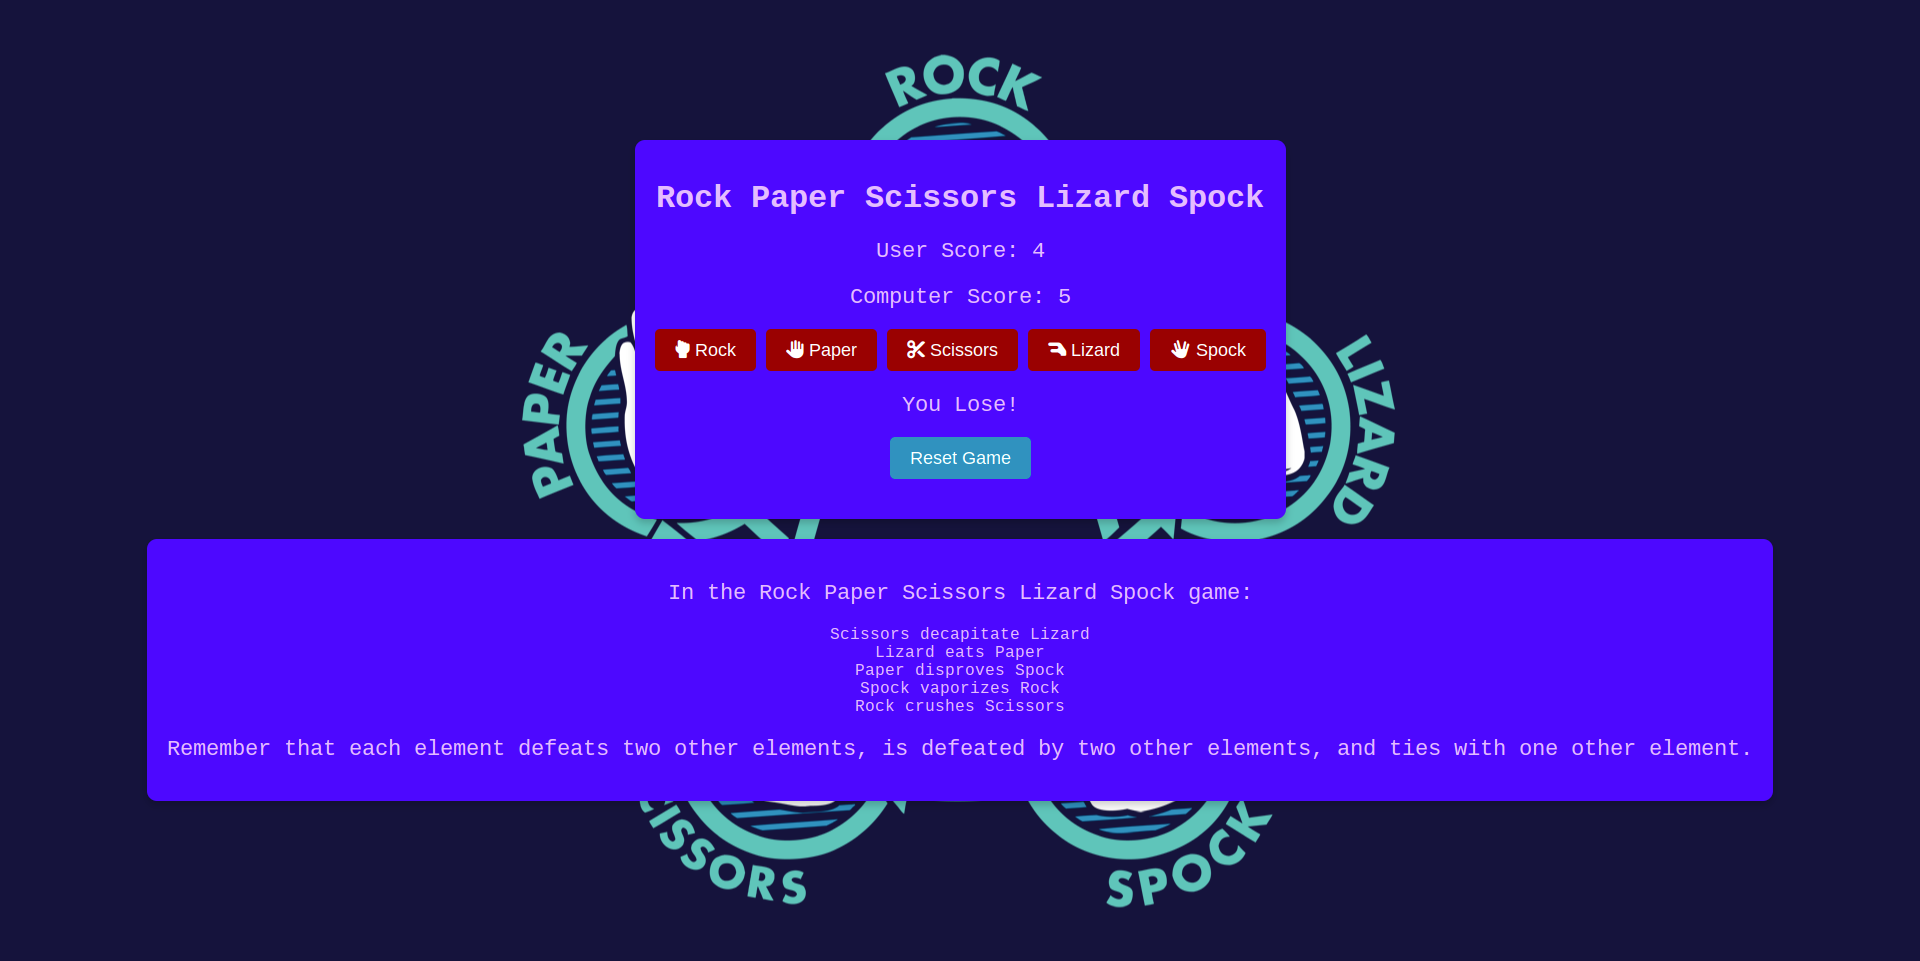 ROCK
Rock Paper Scissors Lizard Spock
User Score: 4
Computer Score: 5
Rock Paper Scissors Lizard Spock
You Lose!
Reset Game
PAPER
LIZARD
In the Rock Paper Scissors Lizard Spock game:
Scissors decapitate Lizard
Lizard eats Paper
Paper disproves Spock
Spock vaporizes Rock
Rock crushes Scissors
Remember that each element defeats two other elements, is defeated by two other elements, and ties with one other element.
CISSORS
SPOCK